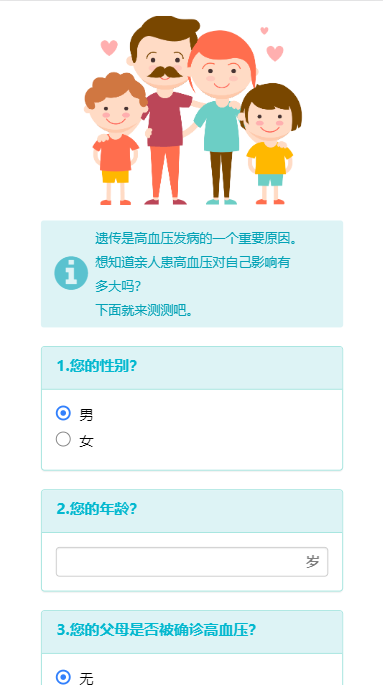 遗传是高血压发病的一个重要原因。
想知道亲人患高血压对自己影响有
多大吗?
下面就来测测吧。
1.您的性别?
男
女
2.您的年龄?
岁
3.您的父母是否被确诊高血压?
无